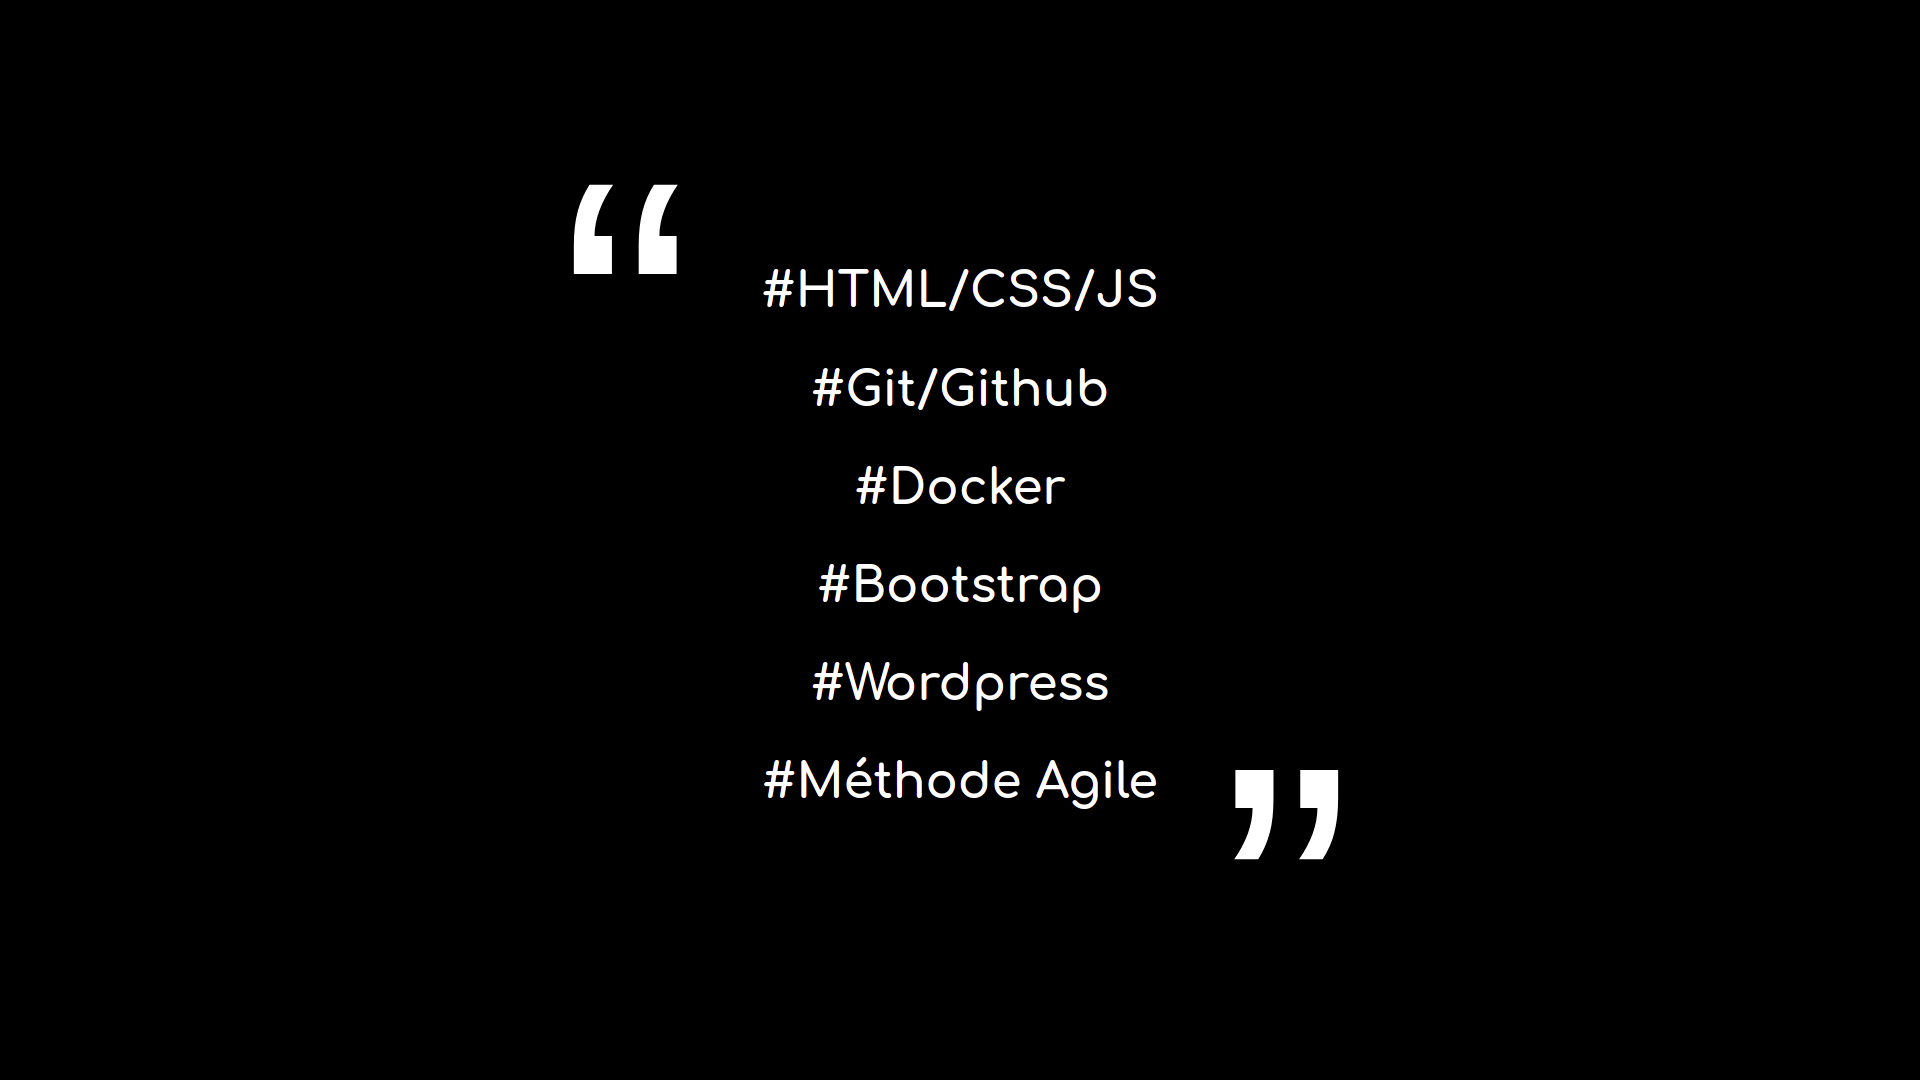 “
#HTML/CSS/JS
#Git/Github
#Docker
#Bootstrap
#Wordpress
#Méthode Agile
”